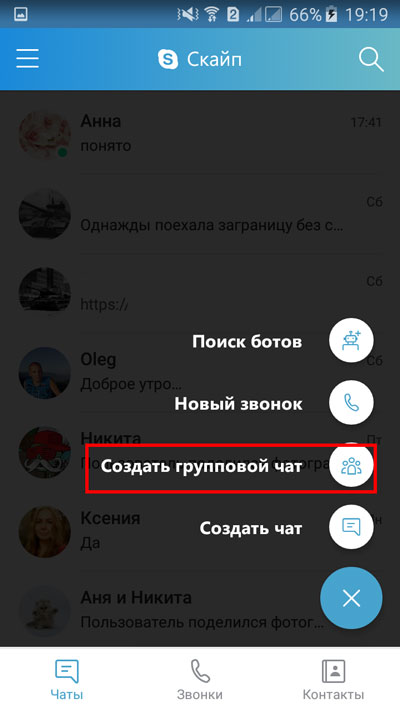 2 66% 19:19
Скайп
Анна 17:41
понято
Сб
Однажды поехала заграницу без с...
Сб
https:/
Поиск ботов
Oleg
Доброе утро...
Новый звонок
Никита Пт
Создать групповой чат
Ксения
Да
Создать чат
Аня и Никита
Пользователь поделился фотог...
Чаты Звонки Контакты